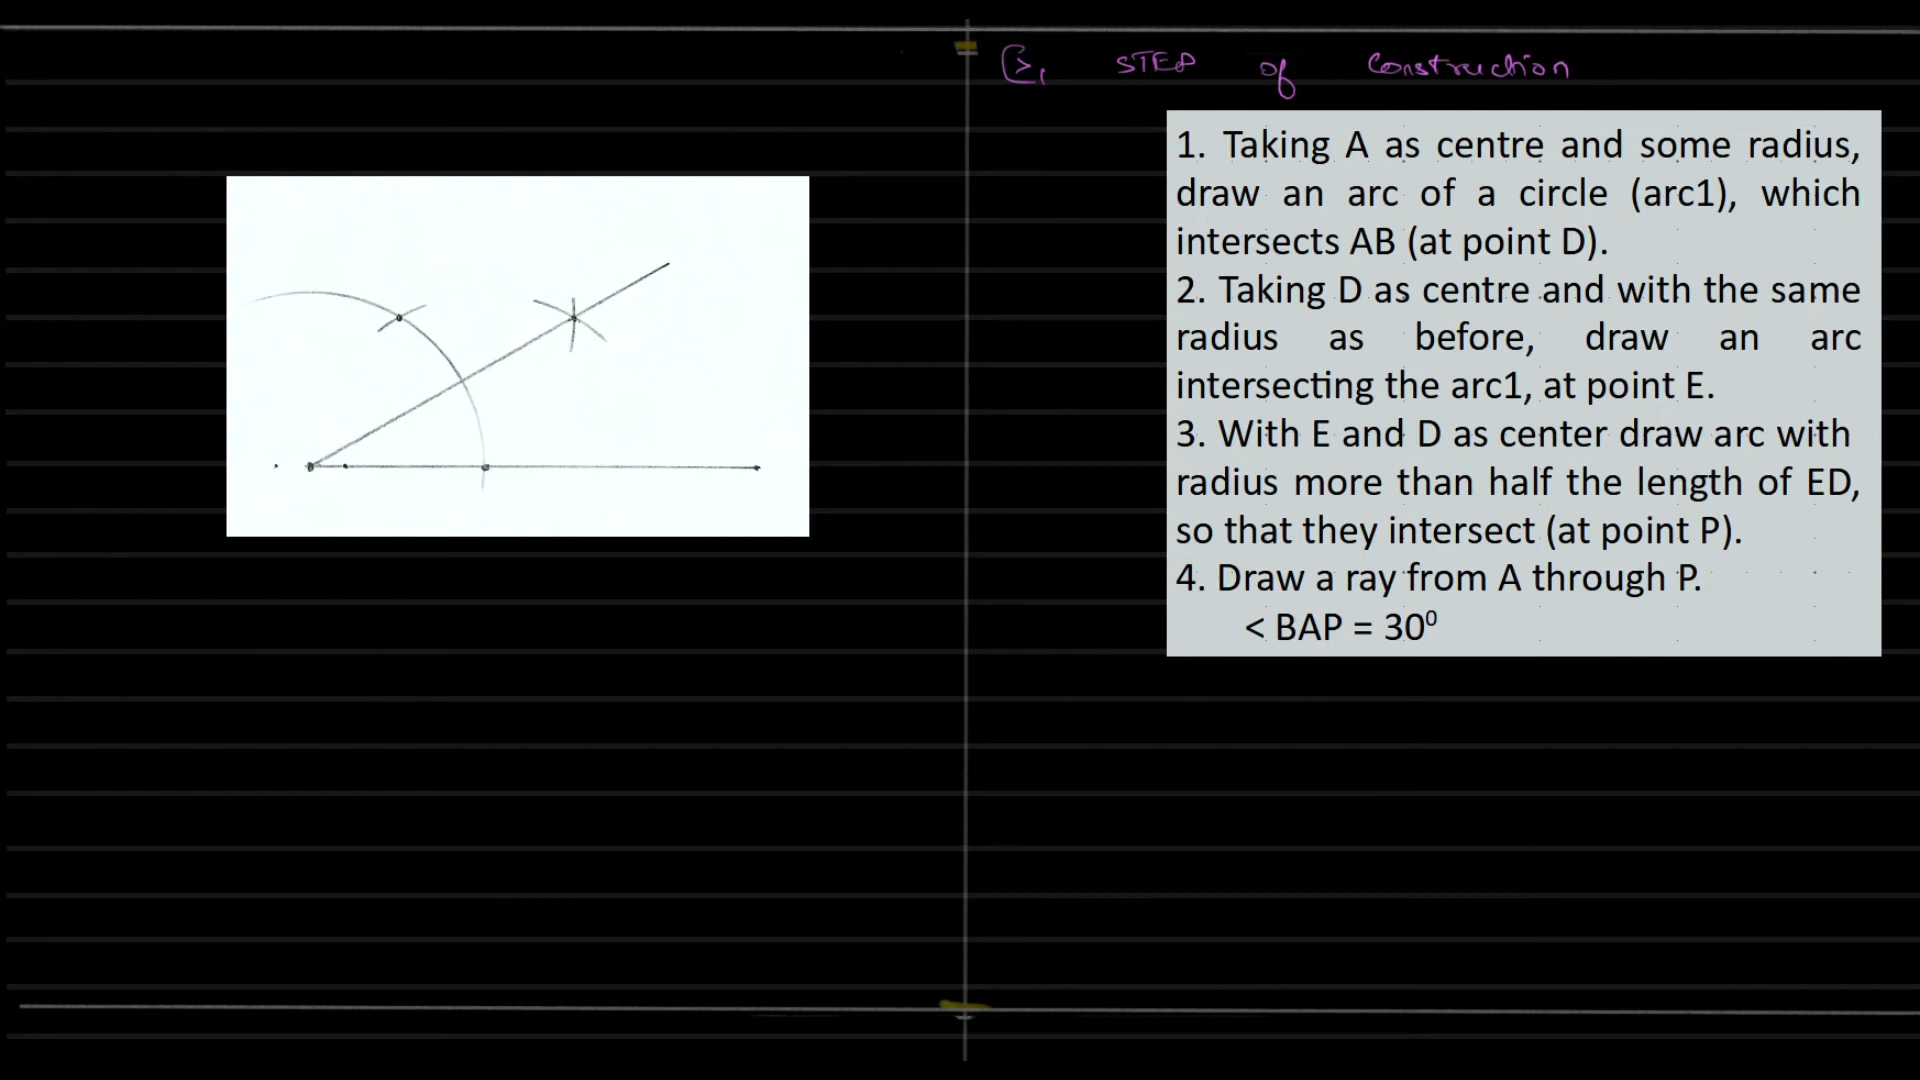 STEP of Construction
1. Taking A as centre and some radius,
draw an arc of a circle (arc1), which
intersects AB (at point D).
2. Taking D as centre and with the same
radius as before, draw an arc
intersecting the arc1, at point E.
3. With E and D as center draw arc with
radius more than half the length of ED,
so that they intersect (at point P).
4. Draw a ray from A through P.
< BAP = 30⁰